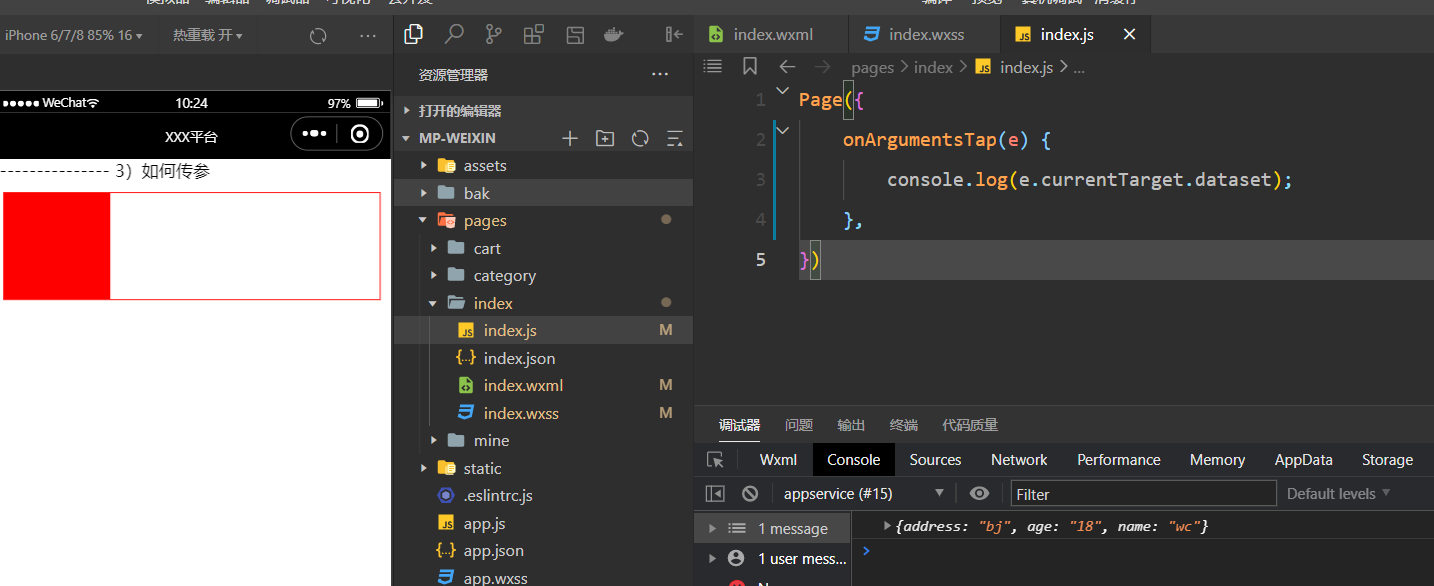 iPhone 6/7/8 85% 16
热重载 开
WeChat
10:24
97%
XXX平台
--------------- 3）如何传参
资源管理器
打开的编辑器
MP-WEIXIN
assets
bak
pages
cart
category
index
index.js M
index.json
index.wxml M
index.wxss M
mine
static
.eslintrc.js
app.js
app.json
app.wxss
index.wxml
index.wxss
index.js
pages > index > index.js > ...
1 Page({
2 onArgumentsTap(e) {
3 console.log(e.currentTarget.dataset);
4 },
5 })
调试器 问题 输出 终端 代码质量
Wxml Console Sources Network Performance Memory AppData Storage
appservice (#15) Filter Default levels
1 message
1 user mess...
{address: "bj", age: "18", name: "wc"}